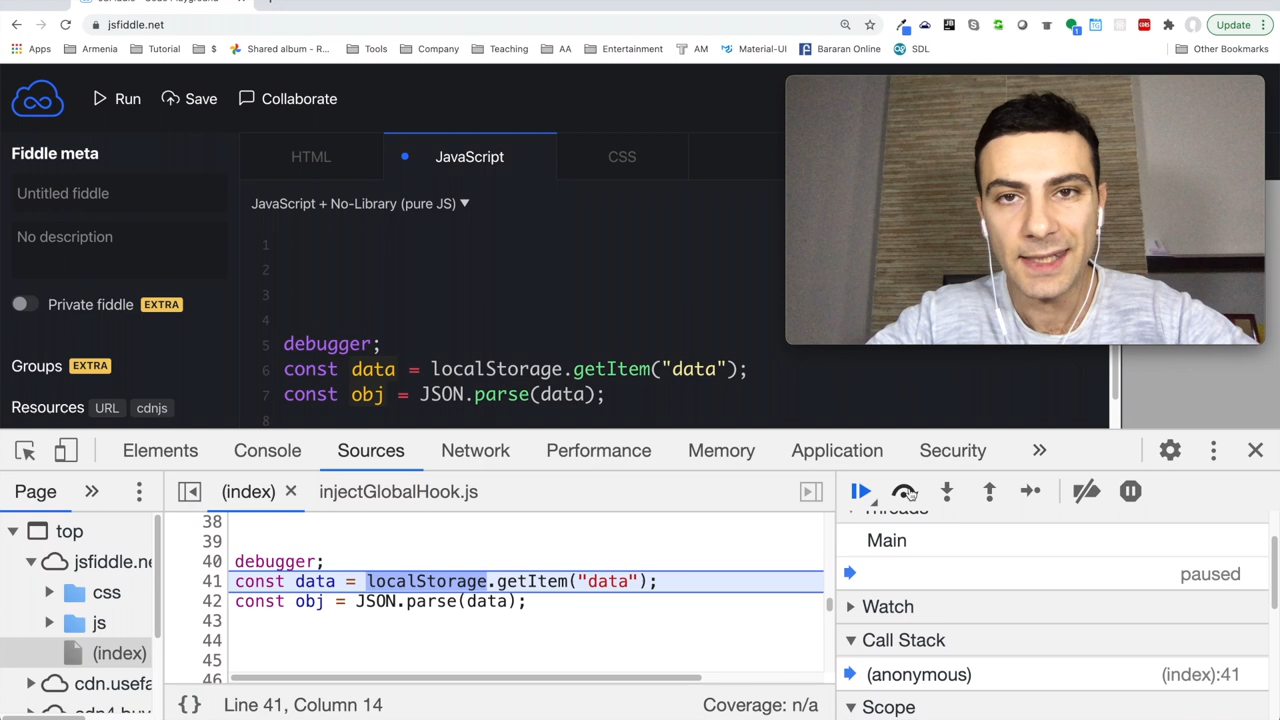 jsfiddle.net
Update
Apps
Armenia
Tutorial
$
Shared album - R...
Tools
Company
Teaching
AA
Entertainment
AM
Material-UI
Bararan Online
SDL
Other Bookmarks
Run
Save
Collaborate
Fiddle meta
HTML
JavaScript
CSS
Untitled fiddle
JavaScript + No-Library (pure JS) ▼
No description
Private fiddle EXTRA
Groups EXTRA
Resources URL cdnjs
1
2
3
4
5 debugger;
6 const data = localStorage.getItem("data");
7 const obj = JSON.parse(data);
8
Elements
Console
Sources
Network
Performance
Memory
Application
Security
»
Page
»
(index) ×
injectGlobalHook.js
top
jsfiddle.ne
css
js
(index)
cdn.usefa
38
39
40 debugger;
41 const data = localStorage.getItem("data");
42 const obj = JSON.parse(data);
43
44
45
46
{ } Line 41, Column 14
Coverage: n/a
Threads
Main
paused
Watch
Call Stack
(anonymous) (index):41
Scope